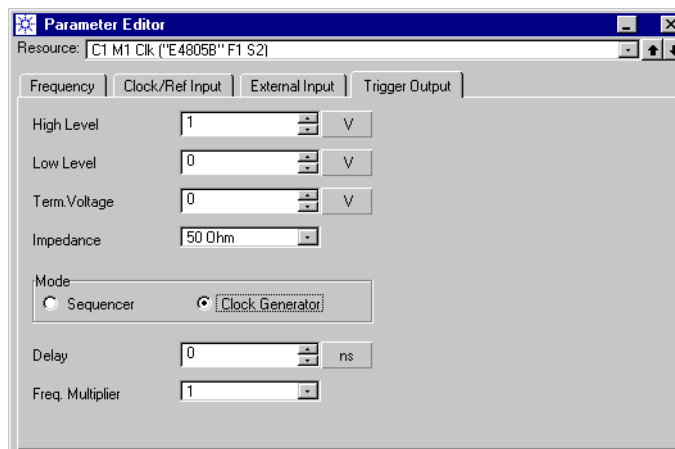 Parameter Editor
Resource: C1 M1 Clk ("E4805B" F1 S2)
Frequency Clock/Ref Input External Input Trigger Output
High Level 1 V
Low Level 0 V
Term.Voltage 0 V
Impedance 50 Ohm
Mode
Sequencer Clock Generator
Delay 0 ns
Freq. Multiplier 1